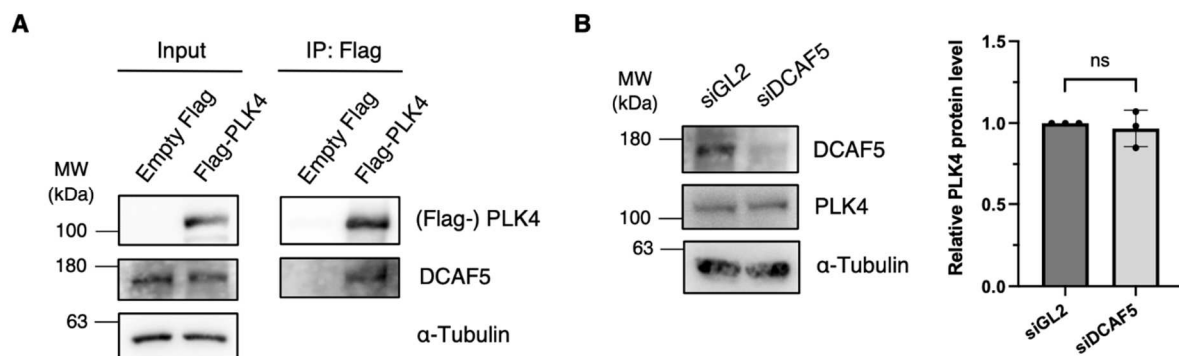 A
Input
IP: Flag
Empty Flag
Flag-PLK4
Empty Flag
Flag-PLK4
MW
(kDa)
100
(Flag-) PLK4
180
DCAF5
63
α-Tubulin
B
MW
(kDa)
siGL2
siDCAF5
180
DCAF5
100
PLK4
63
α-Tubulin
Relative PLK4 protein level
1.5
1.0
0.5
0.0
ns
siGL2
siDCAF5